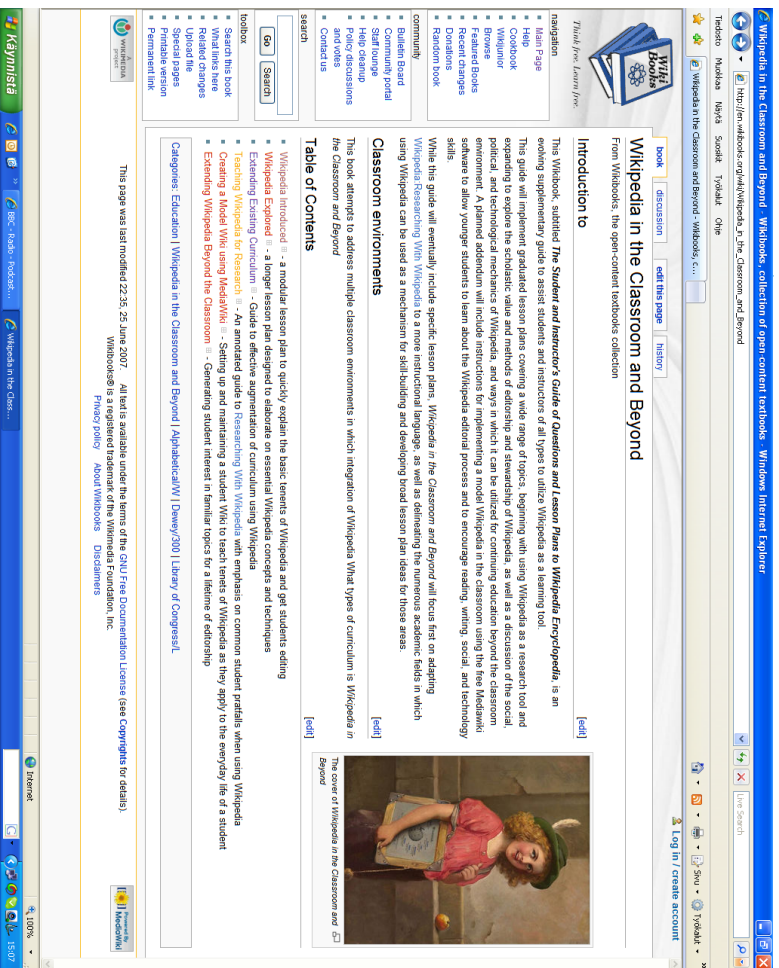 Wikipedia in the Classroom and Beyond - Wikibooks, collection of open-content textbooks - Windows Internet Explorer
http://en.wikibooks.org/wiki/Wikipedia_in_the_Classroom_and_Beyond
Live Search
Tiedosto Muokkaa Näytä Suosikit Työkalut Ohje
Wikipedia in the Classroom and Beyond - Wikibooks, c...
Sivu Työkalut
Log in / create account
Wiki Books
Think free. Learn free.
navigation
Main Page
Help
Cookbook
Wikijunior
Browse
Featured Books
Recent changes
Donations
Random book
community
Bulletin Board
Community portal
Staff lounge
Help cleanup
Policy discussions
and votes
Contact us
search
Go Search
toolbox
Search this book
What links here
Related changes
Upload file
Special pages
Printable version
Permanent link
book discussion edit this page history
Wikipedia in the Classroom and Beyond
From Wikibooks, the open-content textbooks collection
Introduction to
[edit]
This Wikibook, subtitled The Student and Instructor's Guide of Questions and Lesson Plans to Wikipedia Encyclopedia, is an
evolving supplementary guide to assist students and instructors of all types to utilize Wikipedia as a learning tool.
This guide will implement graduated lesson plans covering a wide range of topics, beginning with using Wikipedia as a research tool and
expanding to explore the scholastic value and methods of editorship and stewardship of Wikipedia, as well as a discussion of the social,
political, and technological mechanics of Wikipedia, and ways in which it can be utilized for continuing education beyond the classroom
environment. A planned addendum will include instructions for implementing a model Wikipedia in the classroom using the free Mediawiki
software to allow younger students to learn about the Wikipedia editorial process and to encourage reading, writing, social, and technology
skills.
While this guide will eventually include specific lesson plans, Wikipedia in the Classroom and Beyond will focus first on adapting
Wikipedia:Researching With Wikipedia to a more instructional language, as well as delineating the numerous academic fields in which
using Wikipedia can be used as a mechanism for skill-building and developing broad lesson plan ideas for those areas.
Classroom environments
[edit]
This book attempts to address multiple classroom environments in which integration of Wikipedia What types of curriculum is Wikipedia in
the Classroom and Beyond
Table of Contents
[edit]
Wikipedia Introduced - a modular lesson plan to quickly explain the basic tenents of Wikipedia and get students editing
Wikipedia Explored - a longer lesson plan designed to elaborate on essential Wikipedia concepts and techniques
Extending Existing Curriculum - Guide to effective augmentation of curriculum using Wikipedia
Teaching Wikipedia for Research - An annotated guide to Researching With Wikipedia with emphasis on common student pratfalls when using Wikipedia
Creating a Model Wiki using MediaWiki - Setting up and maintaining a student Wiki to teach tenets of Wikipedia as they apply to the everyday life of a student
Extending Wikipedia Beyond the Classroom - Generating student interest in familiar topics for a lifetime of editorship
The cover of Wikipedia in the Classroom and
Beyond
Categories: Education | Wikipedia in the Classroom and Beyond | Alphabetical/W | Dewey/300 | Library of Congress/L
A
WIKIMEDIA
project
This page was last modified 22:35, 25 June 2007. All text is available under the terms of the GNU Free Documentation License (see Copyrights for details).
Wikibooks® is a registered trademark of the Wikimedia Foundation, Inc.
Privacy policy About Wikibooks Disclaimers
Powered By
MediaWiki
Internet 100%
Käynnistä
BBC - Radio - Podcast...
Wikipedia in the Class...
15:07